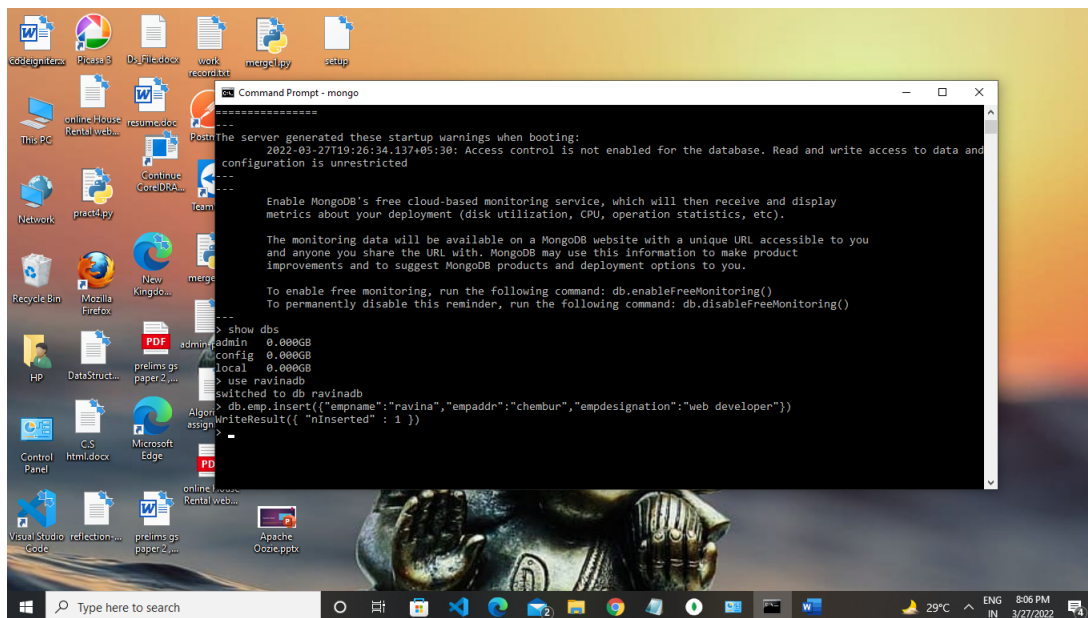 codeigniter.x
Picasa 3
Ds_File.docx
work
record.txt
merge1.py
setup
This PC
online House
Rental web...
resume.doc
Continue
CorelDRA...
Network
pract4.py
Recycle Bin
Mozilla
Firefox
New
Kingdo...
HP
DataStruct...
PDF
prelims gs
paper 2 ,...
Control
Panel
C.S
html.docx
Microsoft
Edge
online House
Rental web...
Visual Studio
Code
reflection-...
prelims gs
paper 2 ,...
Apache
Oozie.pptx
Command Prompt - mongo
================
---
The server generated these startup warnings when booting:
2022-03-27T19:26:34.137+05:30: Access control is not enabled for the database. Read and write access to data and
configuration is unrestricted
---
---
Enable MongoDB's free cloud-based monitoring service, which will then receive and display
metrics about your deployment (disk utilization, CPU, operation statistics, etc).
The monitoring data will be available on a MongoDB website with a unique URL accessible to you
and anyone you share the URL with. MongoDB may use this information to make product
improvements and to suggest MongoDB products and deployment options to you.
To enable free monitoring, run the following command: db.enableFreeMonitoring()
To permanently disable this reminder, run the following command: db.disableFreeMonitoring()
---
> show dbs
admin   0.000GB
config  0.000GB
local   0.000GB
> use ravinadb
switched to db ravinadb
> db.emp.insert({"empname":"ravina","empaddr":"chembur","empdesignation":"web developer"})
WriteResult({ "nInserted" : 1 })
>
Type here to search
2
29°C
ENG
IN
8:06 PM
3/27/2022
4